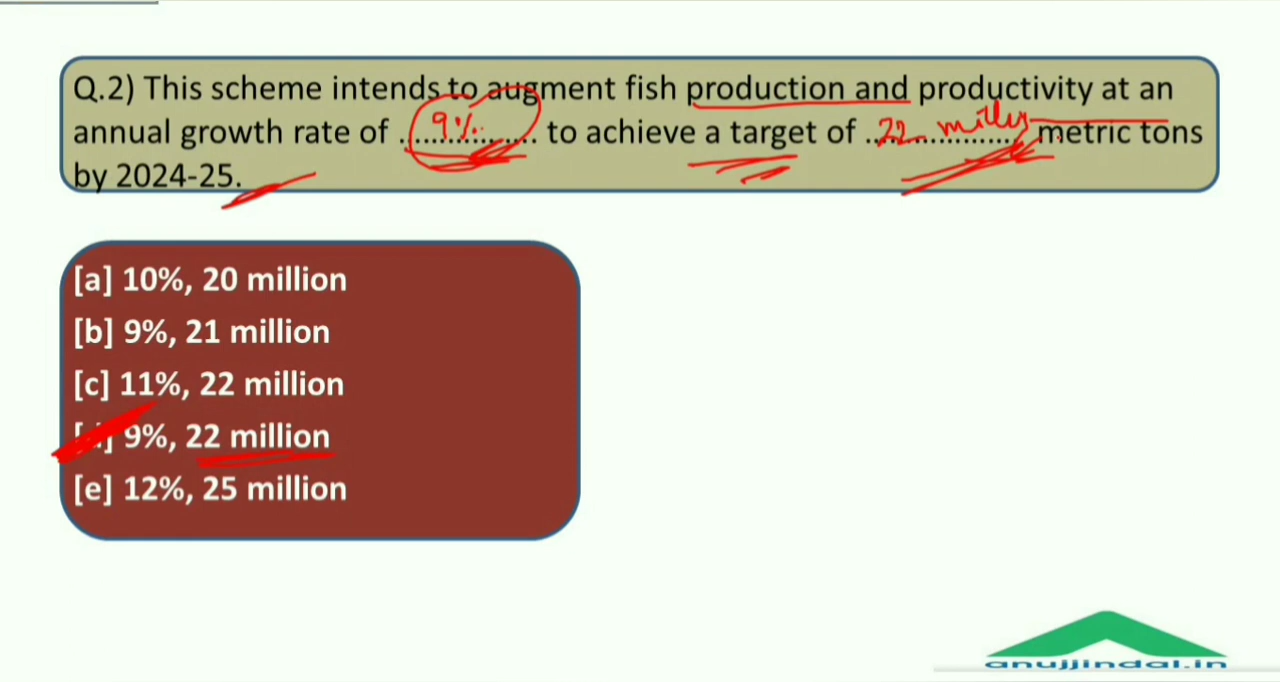 Q.2) This scheme intends to augment fish production and productivity at an
annual growth rate of .9%. to achieve a target of .22 million metric tons
by 2024-25.
[a] 10%, 20 million
[b] 9%, 21 million
[c] 11%, 22 million
9%, 22 million
[e] 12%, 25 million
anujjindal.in